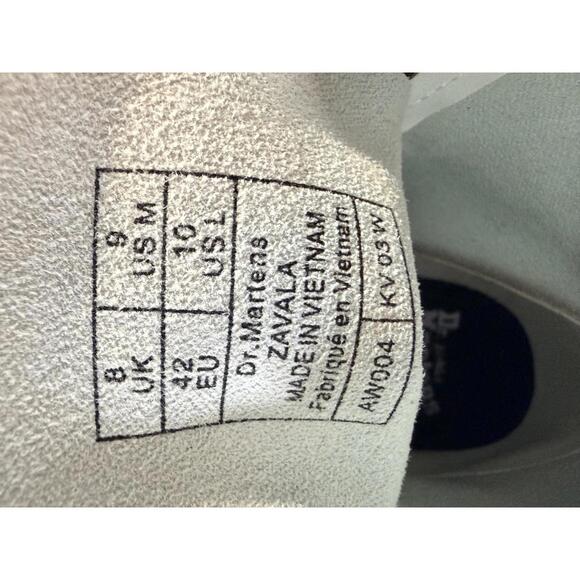 8 UK
9 US M
42 EU
10 US L
Dr. Martens
ZAVALA
MADE IN VIETNAM
Fabriqué en Vietnam
AW004
KV 03 W